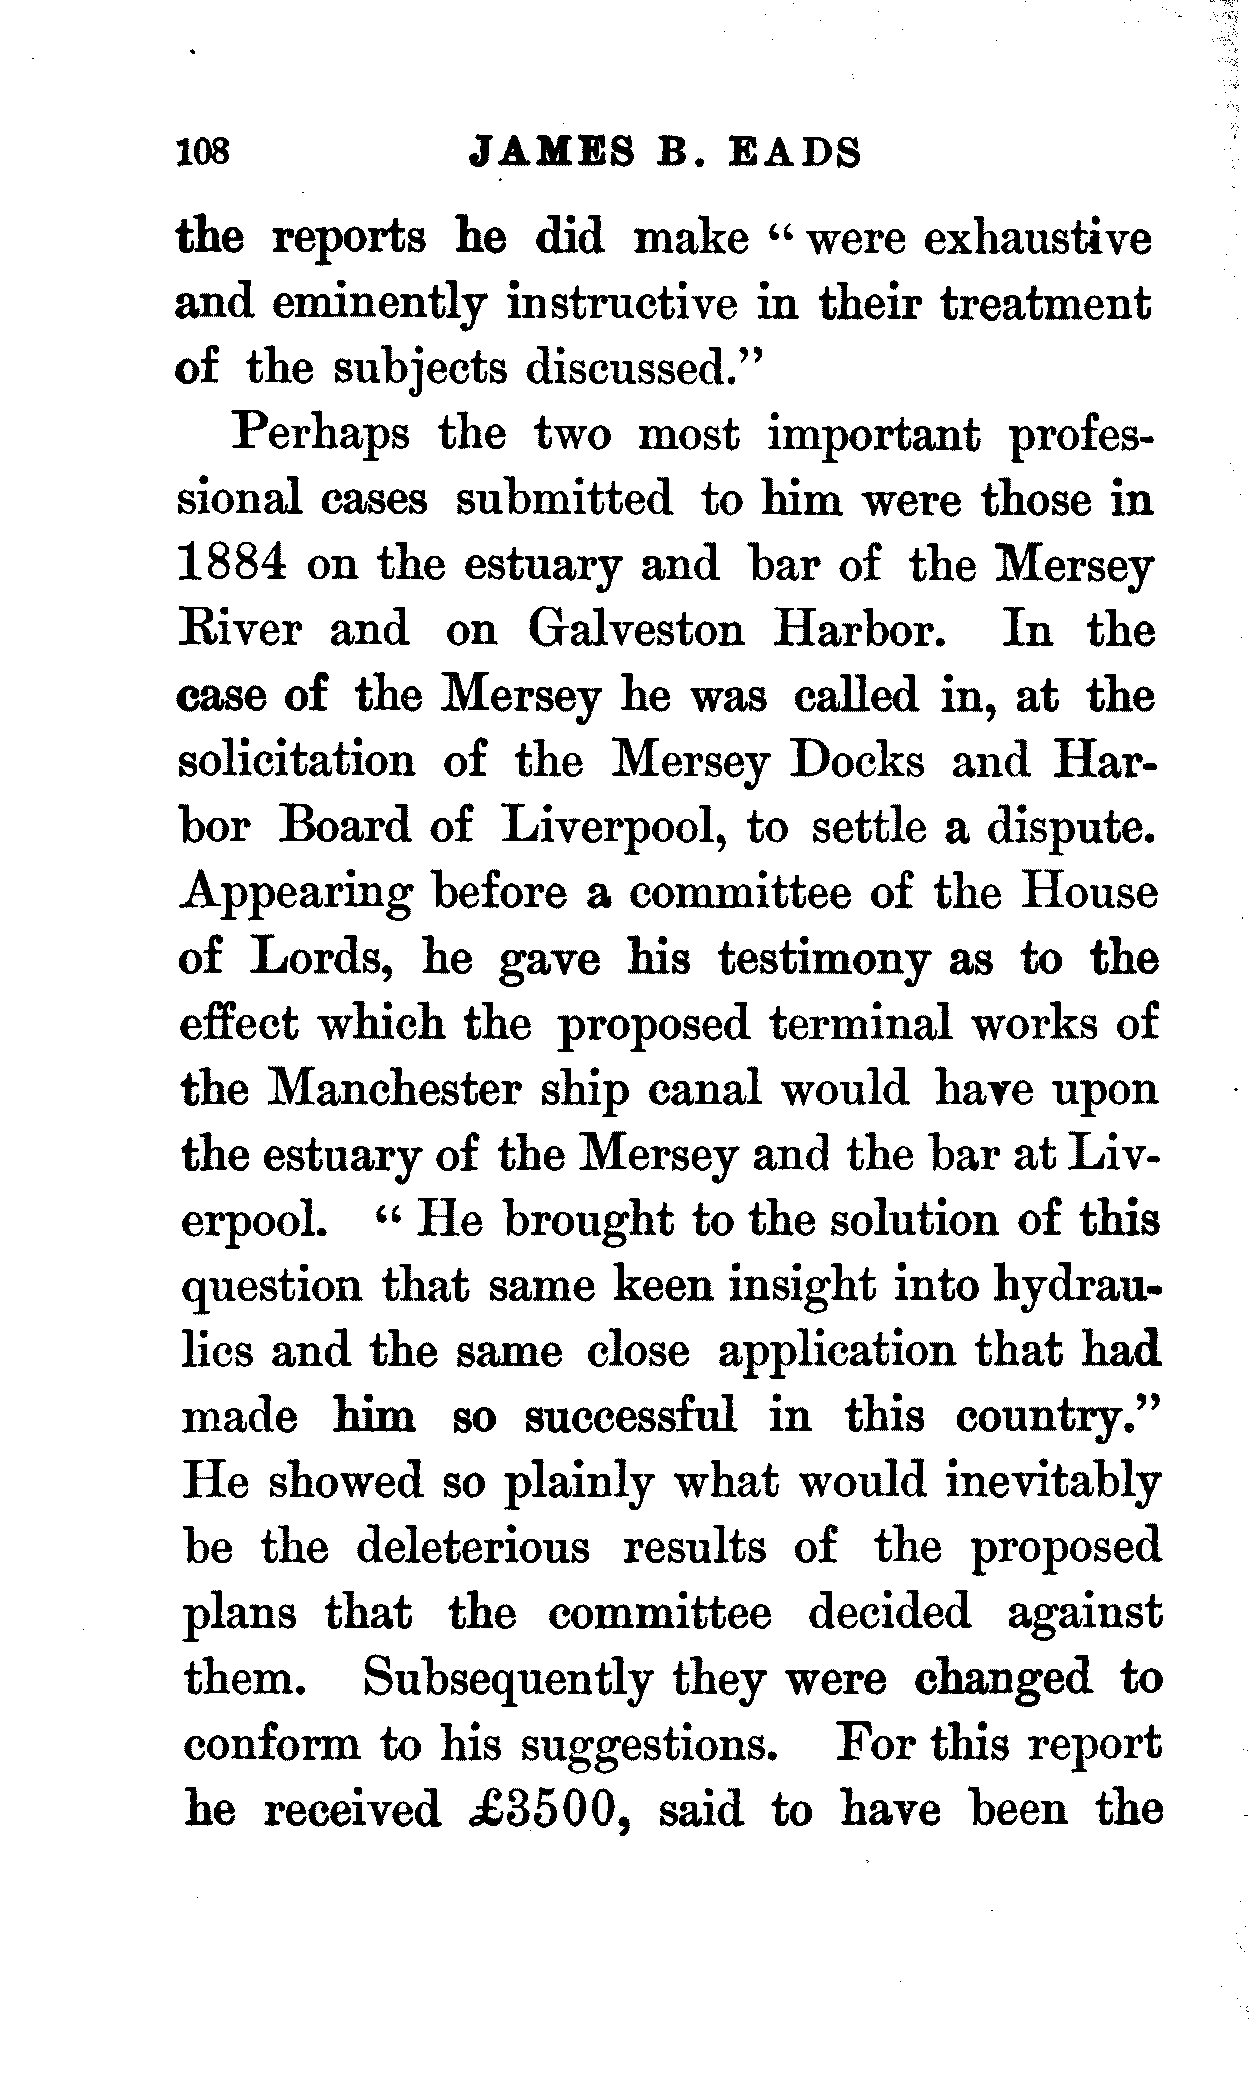 108 JAMES B. EADS
the reports he did make “ were exhaustive
and eminently instructive in their treatment
of the subjects discussed.”
Perhaps the two most important profes-
sional cases submitted to him were those in
1884 on the estuary and bar of the Mersey
River and on Galveston Harbor. In the
case of the Mersey he was called in, at the
solicitation of the Mersey Docks and Har-
bor Board of Liverpool, to settle a dispute.
Appearing before a committee of the House
of Lords, he gave his testimony as to the
effect which the proposed terminal works of
the Manchester ship canal would have upon
the estuary of the Mersey and the bar at Liv-
erpool. “ He brought to the solution of this
question that same keen insight into hydrau-
lics and the same close application that had
made him so successful in this country.”
He showed so plainly what would inevitably
be the deleterious results of the proposed
plans that the committee decided against
them. Subsequently they were changed to
conform to his suggestions. For this report
he received £3500, said to have been the